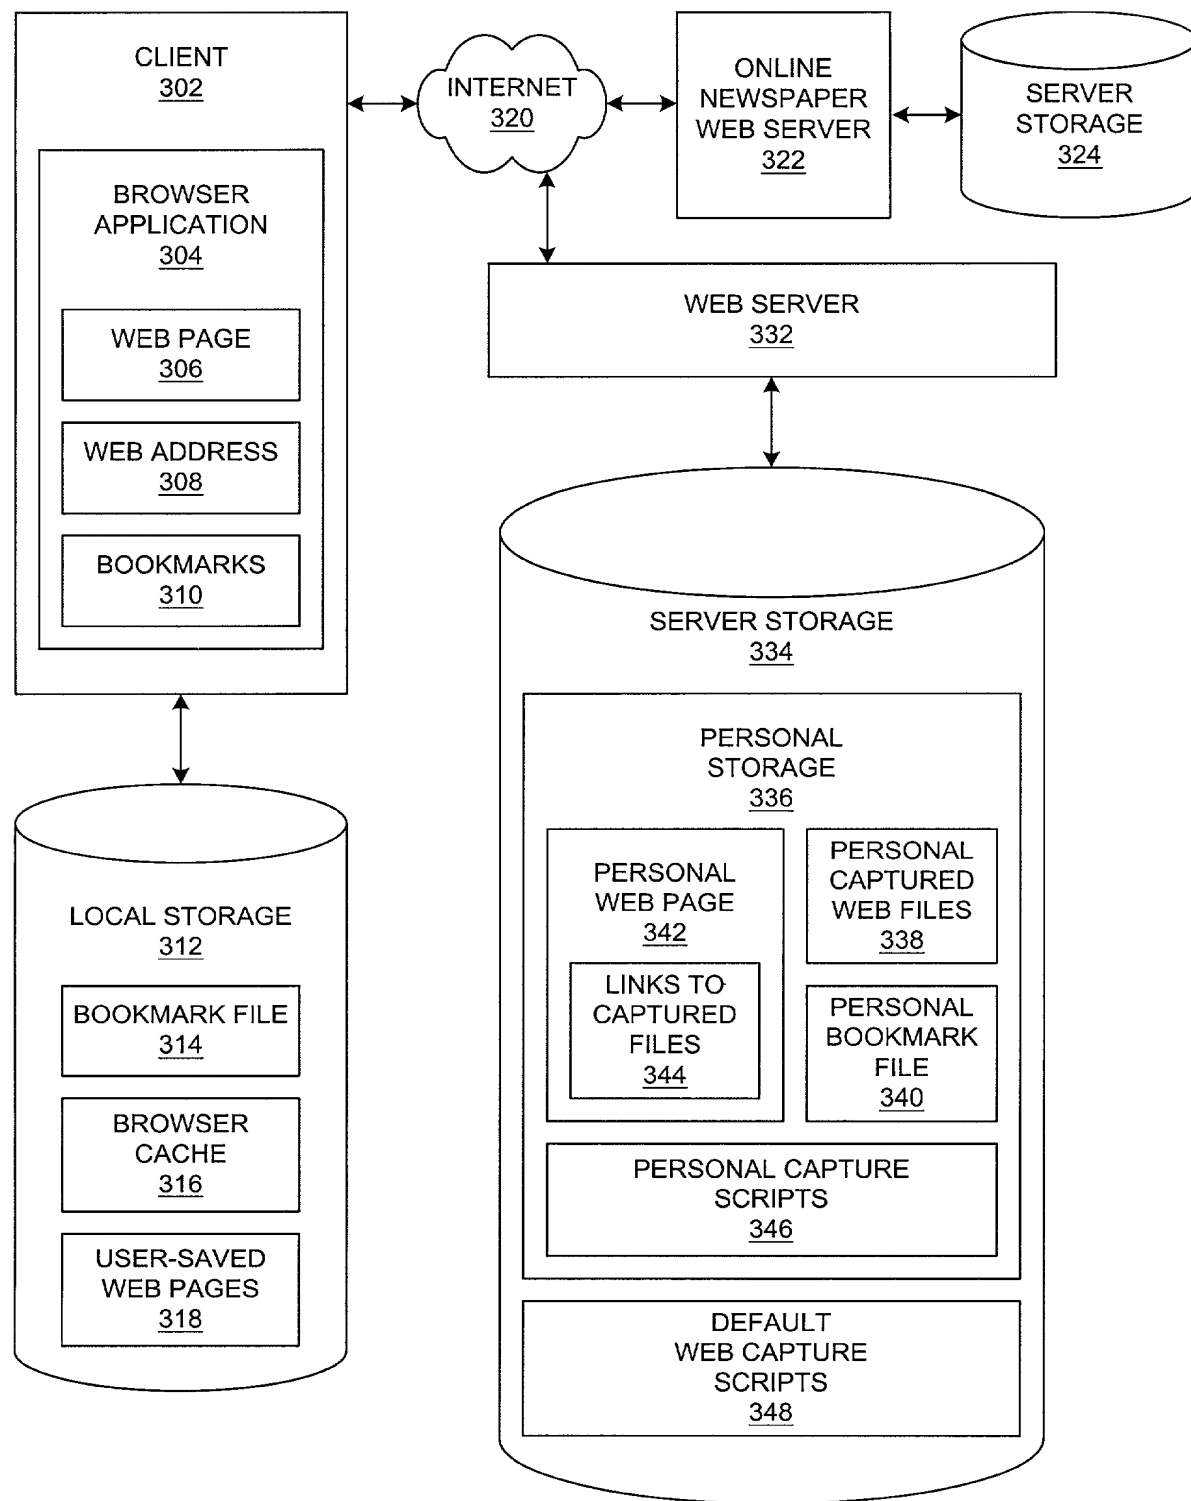 CLIENT
302
BROWSER
APPLICATION
304
WEB PAGE
306
WEB ADDRESS
308
BOOKMARKS
310
LOCAL STORAGE
312
BOOKMARK FILE
314
BROWSER
CACHE
316
USER-SAVED
WEB PAGES
318
INTERNET
320
ONLINE
NEWSPAPER
WEB SERVER
322
SERVER
STORAGE
324
WEB SERVER
332
SERVER STORAGE
334
PERSONAL
STORAGE
336
PERSONAL
WEB PAGE
342
LINKS TO
CAPTURED
FILES
344
PERSONAL
CAPTURED
WEB FILES
338
PERSONAL
BOOKMARK
FILE
340
PERSONAL CAPTURE
SCRIPTS
346
DEFAULT
WEB CAPTURE
SCRIPTS
348